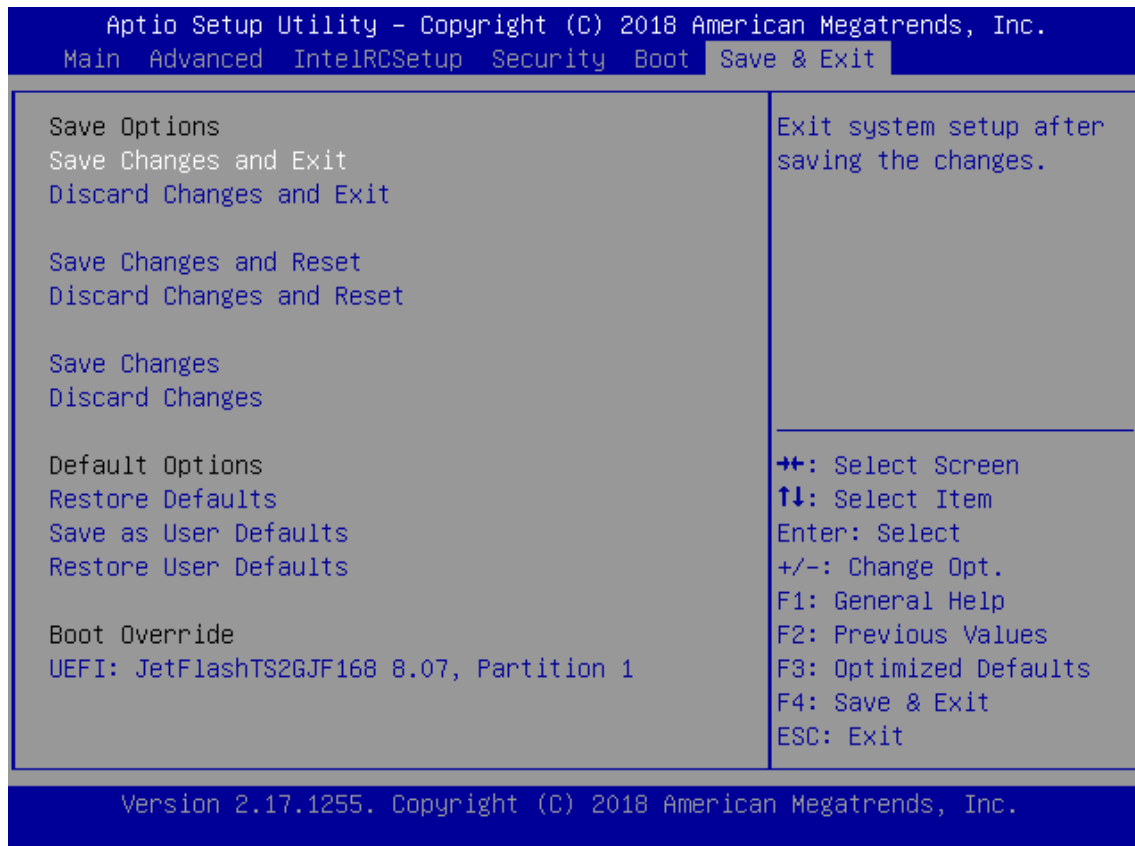 Aptio Setup Utility – Copyright (C) 2018 American Megatrends, Inc.
Main Advanced IntelRCSetup Security Boot Save & Exit
Save Options
Save Changes and Exit
Discard Changes and Exit
Save Changes and Reset
Discard Changes and Reset
Save Changes
Discard Changes
Default Options
Restore Defaults
Save as User Defaults
Restore User Defaults
Boot Override
UEFI: JetFlashTS2GJF168 8.07, Partition 1
Exit system setup after
saving the changes.
→←: Select Screen
↑↓: Select Item
Enter: Select
+/-: Change Opt.
F1: General Help
F2: Previous Values
F3: Optimized Defaults
F4: Save & Exit
ESC: Exit
Version 2.17.1255. Copyright (C) 2018 American Megatrends, Inc.